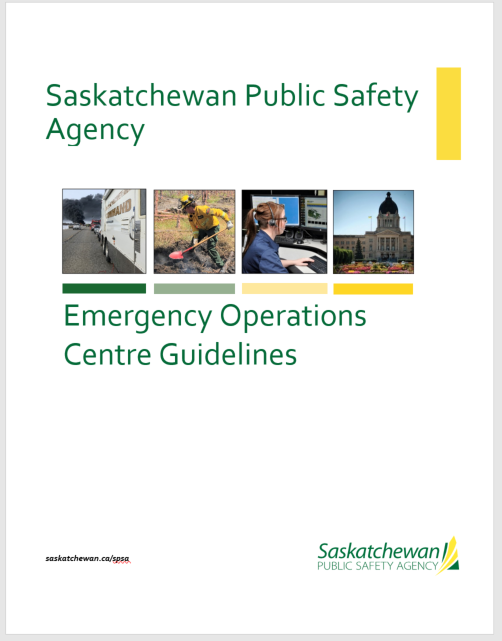 Saskatchewan Public Safety
Agency
Emergency Operations
Centre Guidelines
saskatchewan.ca/spsa
Saskatchewan
PUBLIC SAFETY AGENCY